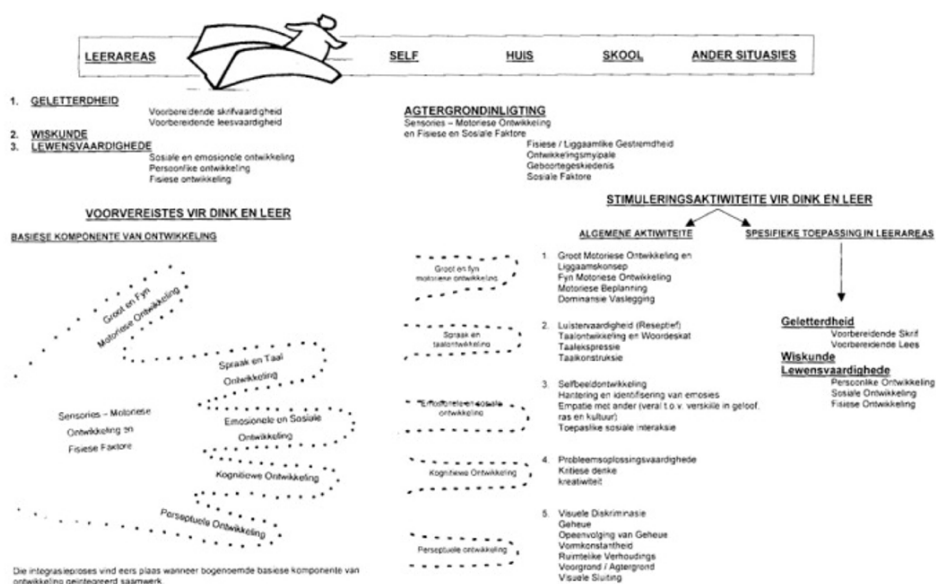 LEERAREAS
SELF
HUIS
SKOOL
ANDER SITUASIES
1. GELETTERDHEID
Voorbereidende skrifvaardigheid
Voorbereidende leesvaardigheid
2. WISKUNDE
3. LEWENSVAARDIGHEDE
Sosiale en emosionele ontwikkeling
Persoonlike ontwikkeling
Fisiese ontwikkeling
AGTERGRONDINLIGTING
Sensories – Motoriese Ontwikkeling
en Fisiese en Sosiale Faktore
Fisiese / Liggaamlike Gestremdheid
Ontwikkelingsmypale
Geboortegeskiedenis
Sosiale Faktore
VOORVEREISTES VIR DINK EN LEER
BASIESE KOMPONENTE VAN ONTWIKKELING
Groot en Fyn
Motoriese Ontwikkeling
Spraak en Taal
Ontwikkeling
Sensories – Motoriese
Ontwikkeling en
Fisiese Faktore
Emosionele en Sosiale
Ontwikkeling
Kognitiewe Ontwikkeling
Perseptuele Ontwikkeling
Die integrasieproses vind eers plaas wanneer bogenoemde basiese komponente van
ontwikkeling geïntegreerd saamwerk.
STIMULERINGSAKTIWITEITE VIR DINK EN LEER
ALGEMENE AKTIWITEITE
SPESIFIEKE TOEPASSING IN LEERAREAS
Groot en fyn
motoriese ontwikkeling
1. Groot Motoriese Ontwikkeling en
Liggaamskonsep
Fyn Motoriese Ontwikkeling
Motoriese Beplanning
Dominansie Vaslegging
Spraak en
taalontwikkeling
2. Luistervaardigheid (Reseptief)
Taalontwikkeling en Woordeskat
Taalekspressie
Taalkonstruksie
Emosionele en sosiale
ontwikkeling
3. Selfbeeldontwikkeling
Hantering en identifisering van emosies
Empatie met ander (veral t.o.v. verskille in geloof,
ras en kultuur)
Toepaslike sosiale interaksie
Kognitiewe Ontwikkeling
4. Probleemsoplossingsvaardighede
Kritiese denke
kreatiwiteit
Perseptuele ontwikkeling
5. Visuele Diskriminasie
Geheue
Opeenvolging van Geheue
Vormkonstantheid
Ruimtelike Verhoudings
Voorgrond / Agtergrond
Visuele Sluiting
Geletterdheid
Voorbereidende Skrif
Voorbereidende Lees
Wiskunde
Lewensvaardighede
Persoonlike Ontwikkeling
Sosiale Ontwikkeling
Fisiese Ontwikkeling